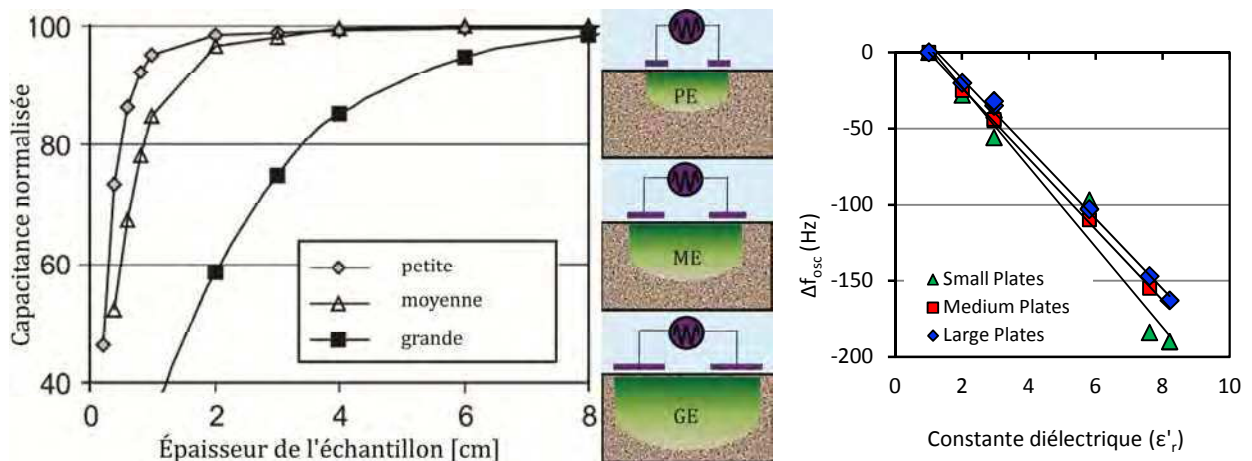 Capacitance normalisée
100
80
60
40
0
2
4
6
8
Épaisseur de l'échantillon [cm]
petite
moyenne
grande
PE
ME
GE
Δf_osc (Hz)
0
-50
-100
-150
-200
0
2
4
6
8
10
Small Plates
Medium Plates
Large Plates
Constante diélectrique (ε'_r)